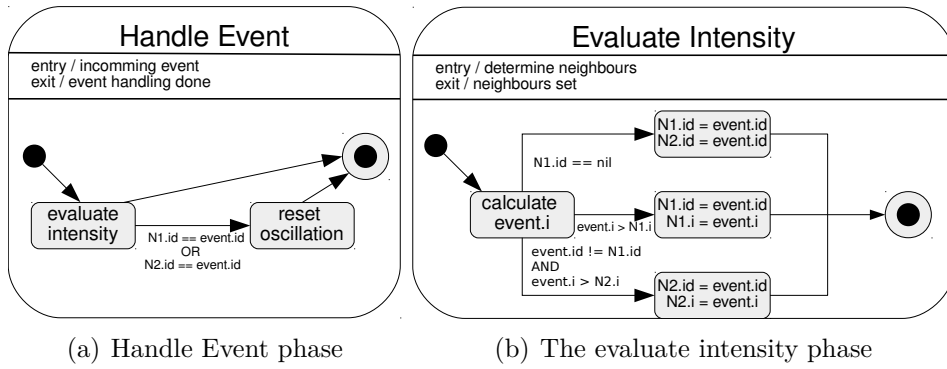 Handle Event
entry / incomming event
exit / event handling done
evaluate
intensity
reset
oscillation
N1.id == event.id
OR
N2.id == event.id
(a) Handle Event phase
Evaluate Intensity
entry / determine neighbours
exit / neighbours set
N1.id = event.id
N2.id = event.id
N1.id == nil
calculate
event.i
N1.id = event.id
N1.i = event.i
event.i > N1.i
event.id != N1.id
AND
event.i > N2.i
N2.id = event.id
N2.i = event.i
(b) The evaluate intensity phase